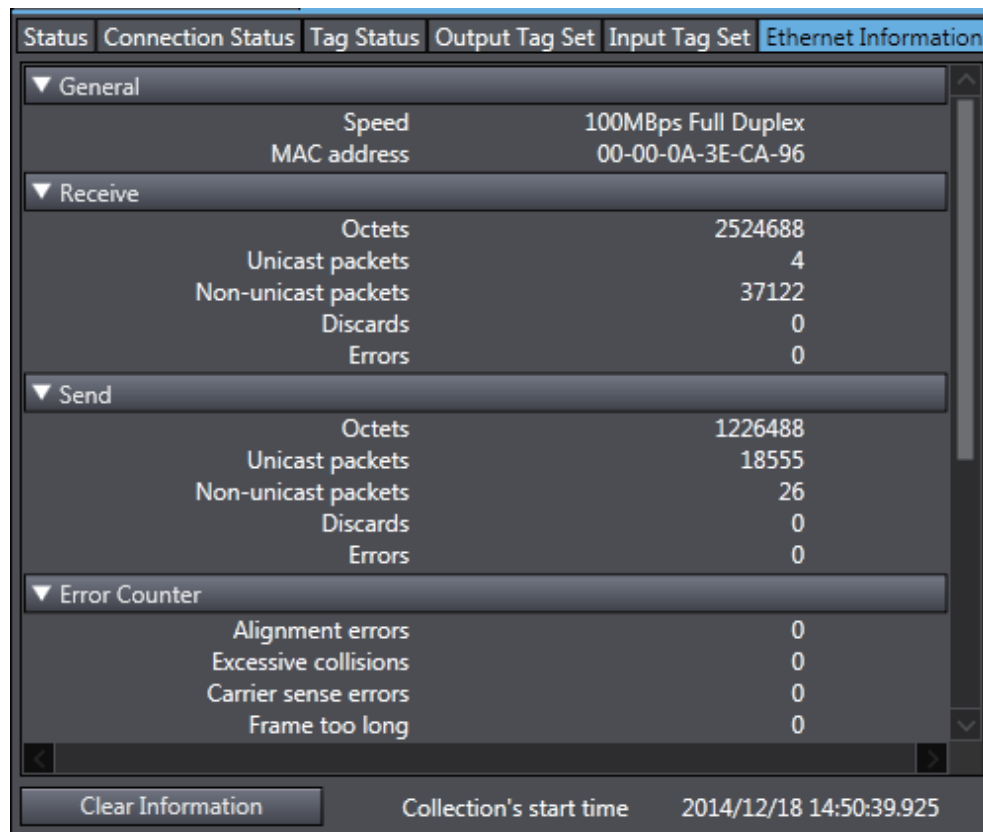 Status Connection Status Tag Status Output Tag Set Input Tag Set Ethernet Information
General
Speed 100MBps Full Duplex
MAC address 00-00-0A-3E-CA-96
Receive
Octets 2524688
Unicast packets 4
Non-unicast packets 37122
Discards 0
Errors 0
Send
Octets 1226488
Unicast packets 18555
Non-unicast packets 26
Discards 0
Errors 0
Error Counter
Alignment errors 0
Excessive collisions 0
Carrier sense errors 0
Frame too long 0
Clear Information Collection's start time 2014/12/18 14:50:39.925